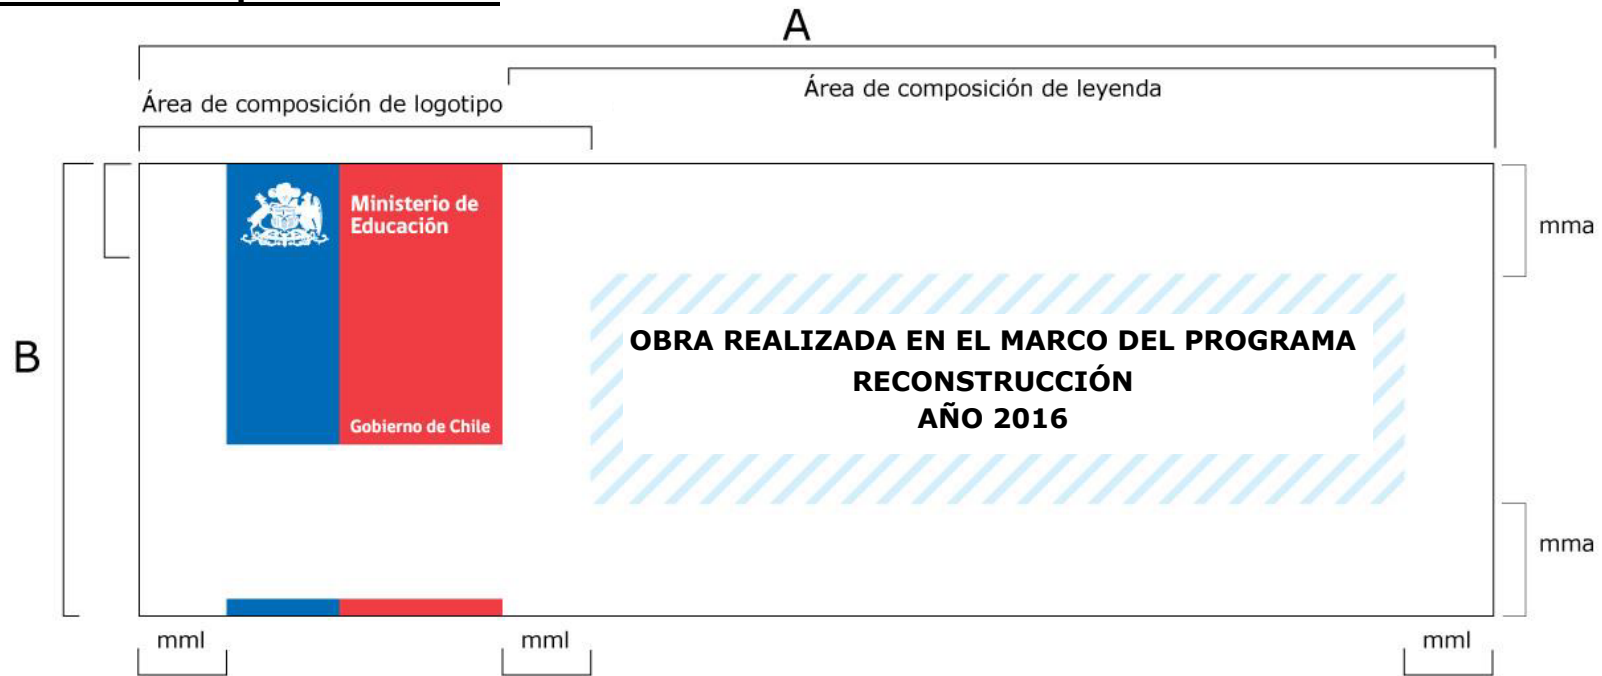 A
Área de composición de leyenda
Área de composición de logotipo
Ministerio de
Educación
mma
B
OBRA REALIZADA EN EL MARCO DEL PROGRAMA
RECONSTRUCCIÓN
AÑO 2016
Gobierno de Chile
mma
mml
mml
mml